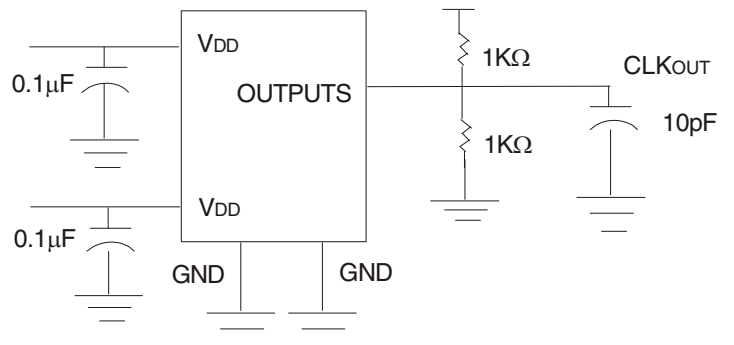 VDD
0.1μF
OUTPUTS
1KΩ
CLKOUT
10pF
1KΩ
VDD
0.1μF
GND
GND